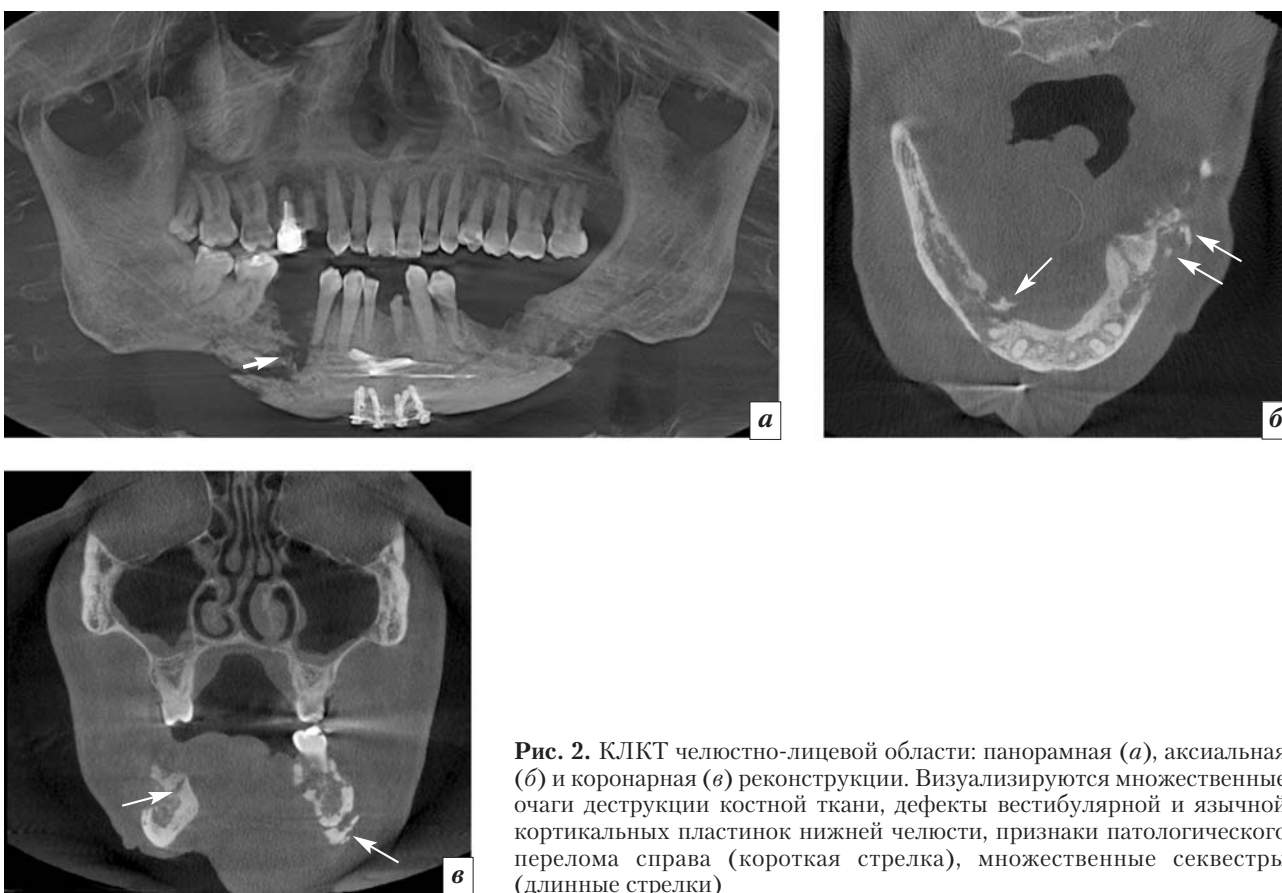 а
б
в
Рис. 2. КЛКТ челюстно-лицевой области: панорамная (а), аксиальная
(б) и коронарная (в) реконструкции. Визуализируются множественные
очаги деструкции костной ткани, дефекты вестибулярной и язычной
кортикальных пластинок нижней челюсти, признаки патологического
перелома справа (короткая стрелка), множественные секвестры
(длинные стрелки)